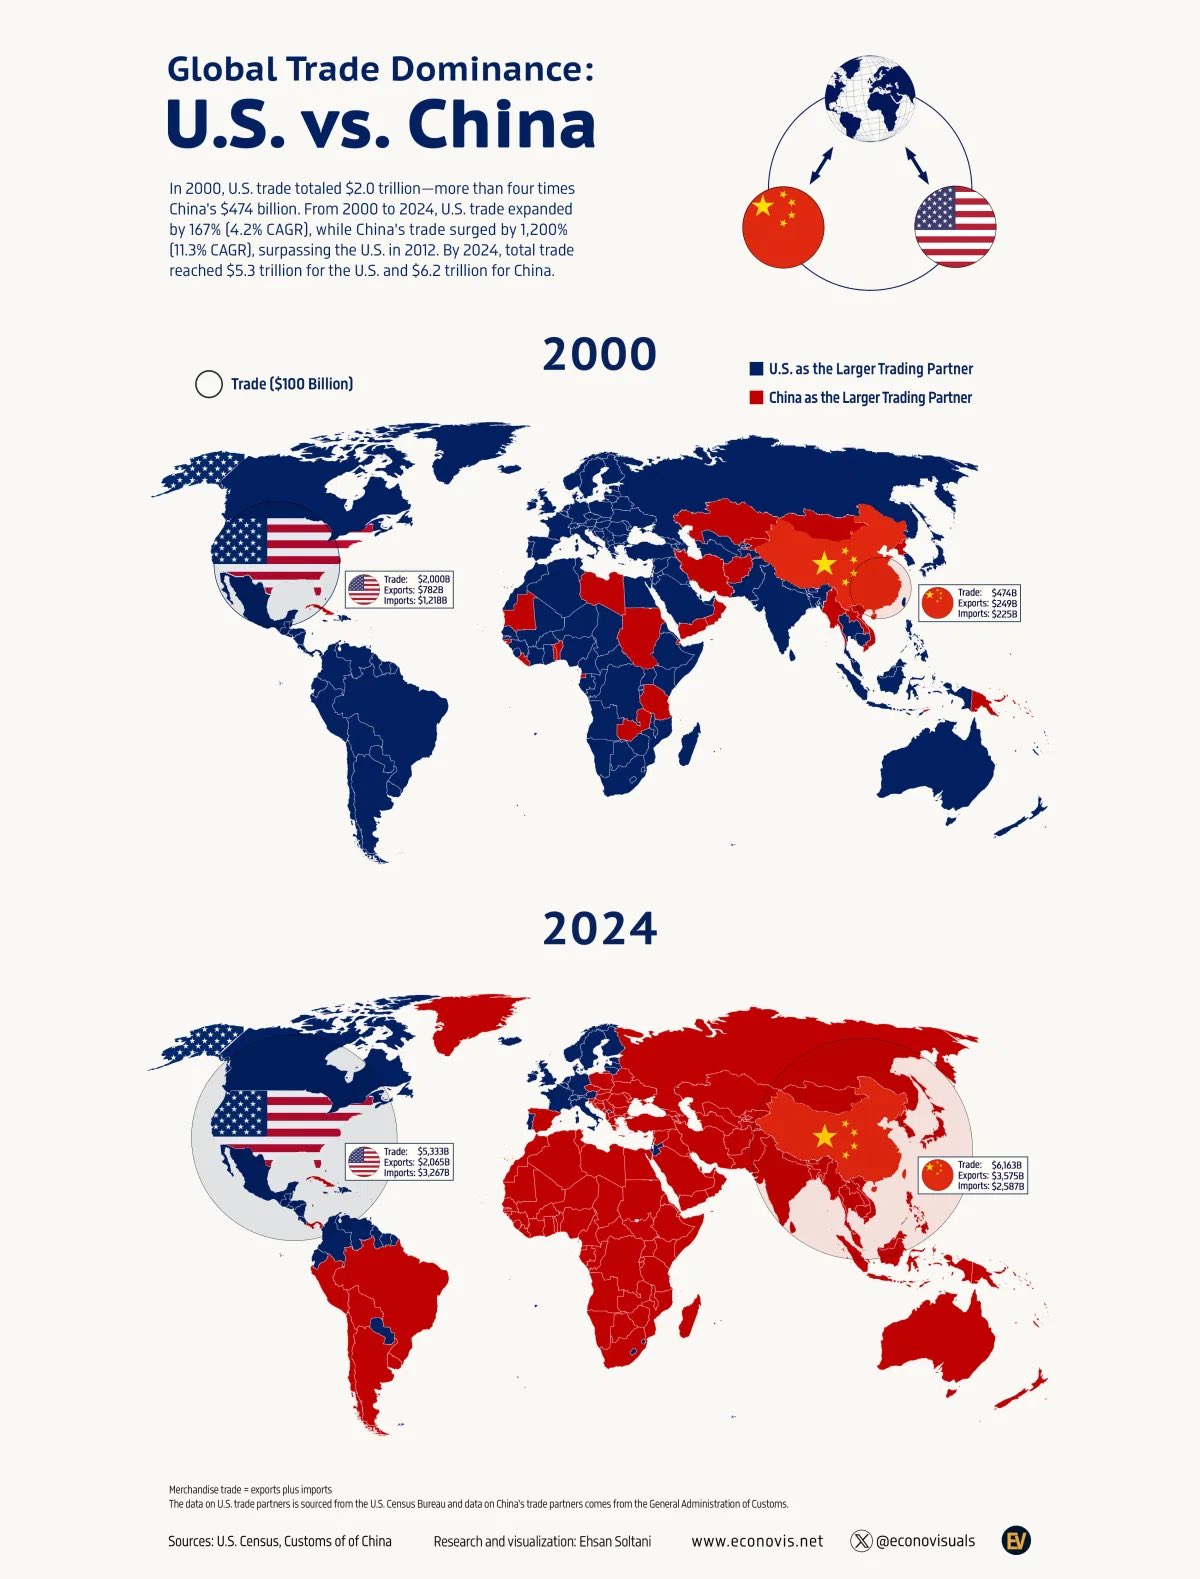 Global Trade Dominance:
U.S. vs. China
In 2000, U.S. trade totaled $2.0 trillion—more than four times
China's $474 billion. From 2000 to 2024, U.S. trade expanded
by 167% (4.2% CAGR), while China's trade surged by 1,200%
(11.3% CAGR), surpassing the U.S. in 2012. By 2024, total trade
reached $5.3 trillion for the U.S. and $6.2 trillion for China.
2000
Trade ($100 Billion)
U.S. as the Larger Trading Partner
China as the Larger Trading Partner
Trade: $2,000B
Exports: $782B
Imports: $1,218B
Trade: $474B
Exports: $249B
Imports: $225B
2024
Trade: $5,333B
Exports: $2,065B
Imports: $3,267B
Trade: $6,163B
Exports: $3,575B
Imports: $2,587B
Merchandise trade = exports plus imports
The data on U.S. trade partners is sourced from the U.S. Census Bureau and data on China's trade partners comes from the General Administration of Customs.
Sources: U.S. Census, Customs of of China
Research and visualization: Ehsan Soltani
www.econovis.net
@econovisuals
EV